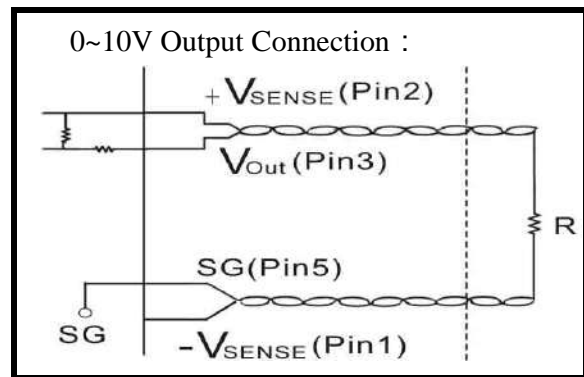 0~10V Output Connection：
+VSENSE(Pin2)
VOut(Pin3)
R
SG(Pin5)
SG
-VSENSE(Pin1)